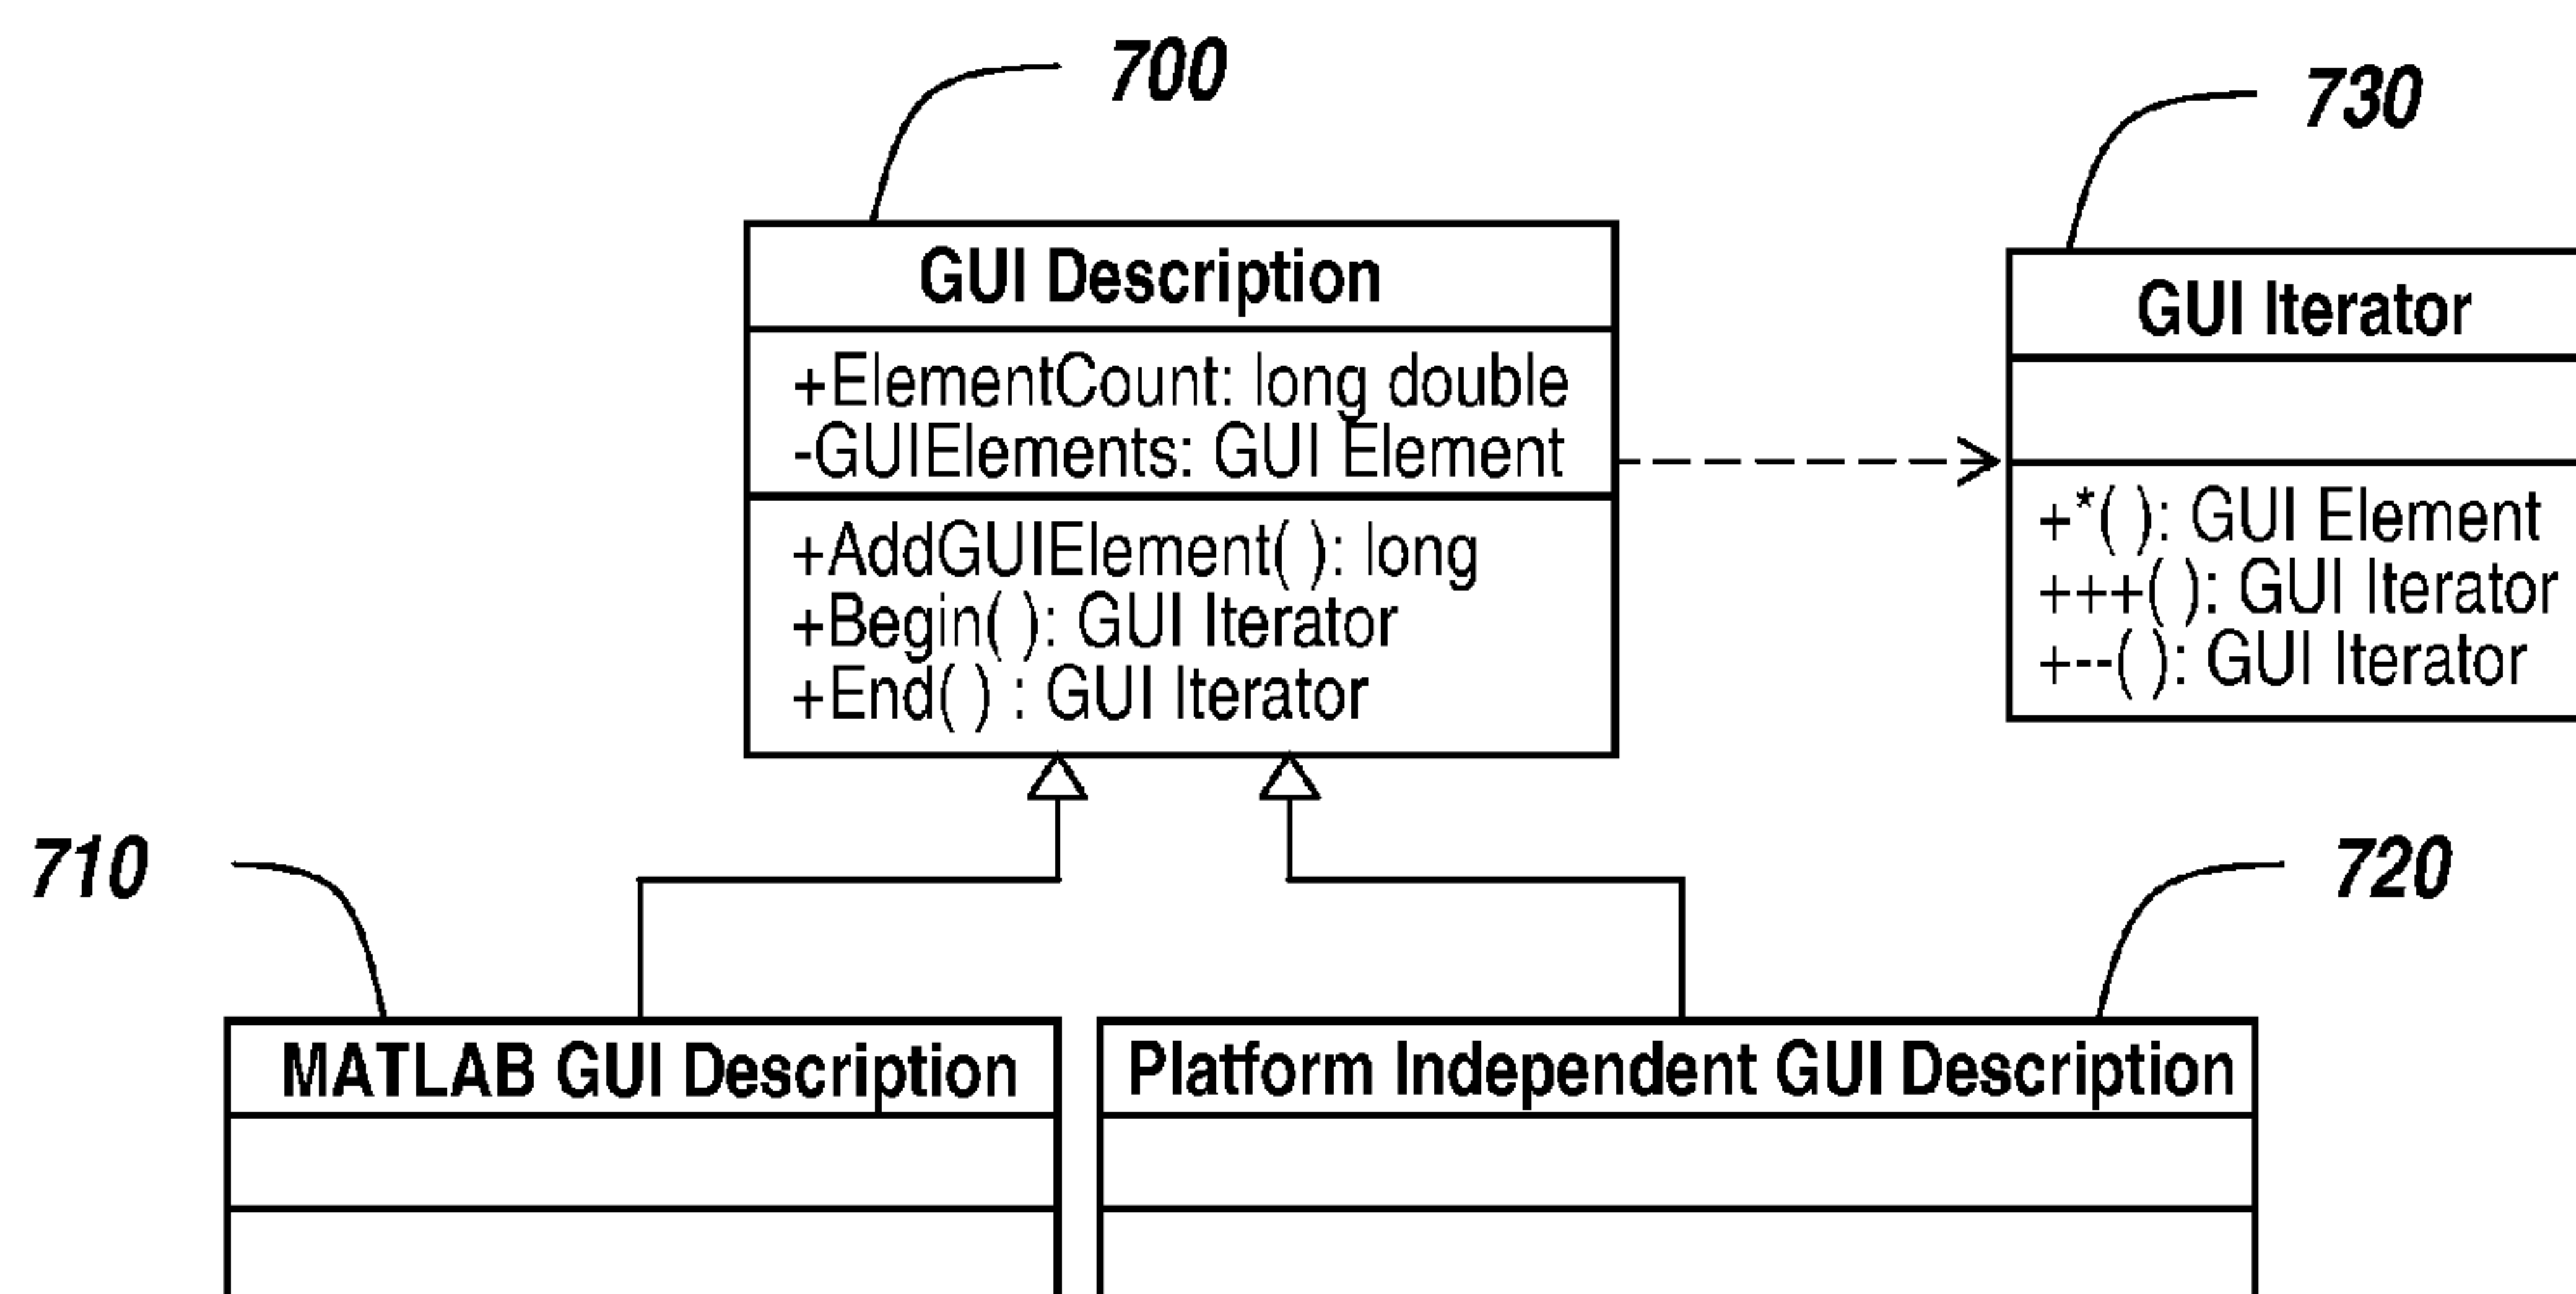 700
730
GUI Description
+ElementCount: long double
-GUIElements: GUI Element
+AddGUIElement( ): long
+Begin( ): GUI Iterator
+End( ) : GUI Iterator
GUI Iterator
+*( ): GUI Element
+++( ): GUI Iterator
+--( ): GUI Iterator
710
720
MATLAB GUI Description
Platform Independent GUI Description